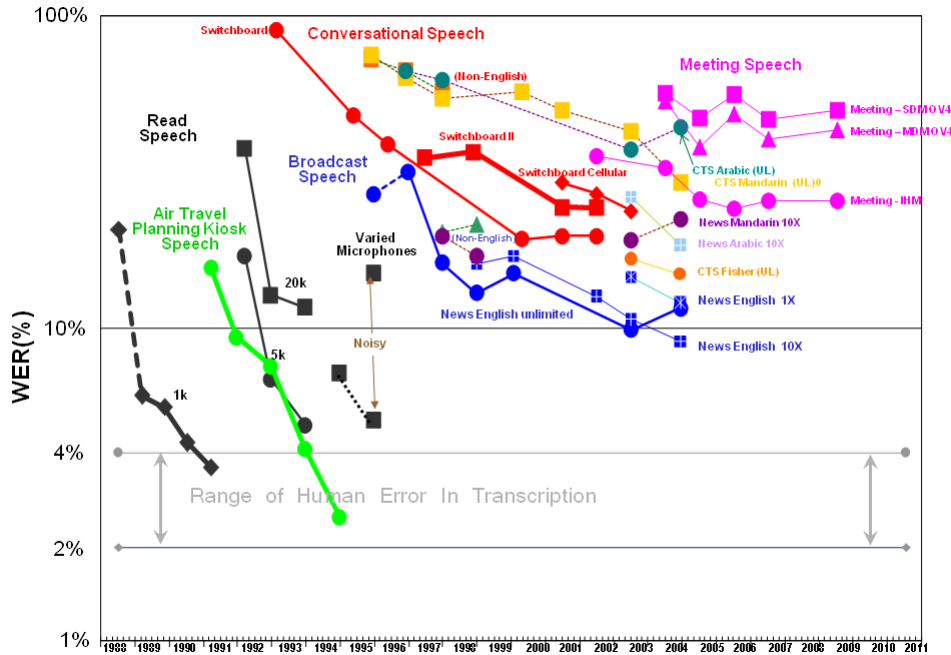 100%
Switchboard
Conversational Speech
(Non-English)
Meeting Speech
Meeting – SDM OV4
Meeting – MDM OV4
Read
Speech
Switchboard II
Broadcast
Speech
Switchboard Cellular
CTS Arabic (UL)
CTS Mandarin (UL)0
Meeting - IHM
Air Travel
Planning Kiosk
Speech
Varied
Microphones
(Non-English)
News Mandarin 10X
News Arabic 10X
CTS Fisher (UL)
20k
News English unlimited
News English 1X
10%
Noisy
News English 10X
5k
1k
WER(%)
4%
Range of Human Error In Transcription
2%
1%
1988 1989 1990 1991 1992 1993 1994 1995 1996 1997 1998 1999 2000 2001 2002 2003 2004 2005 2006 2007 2008 2009 2010 2011